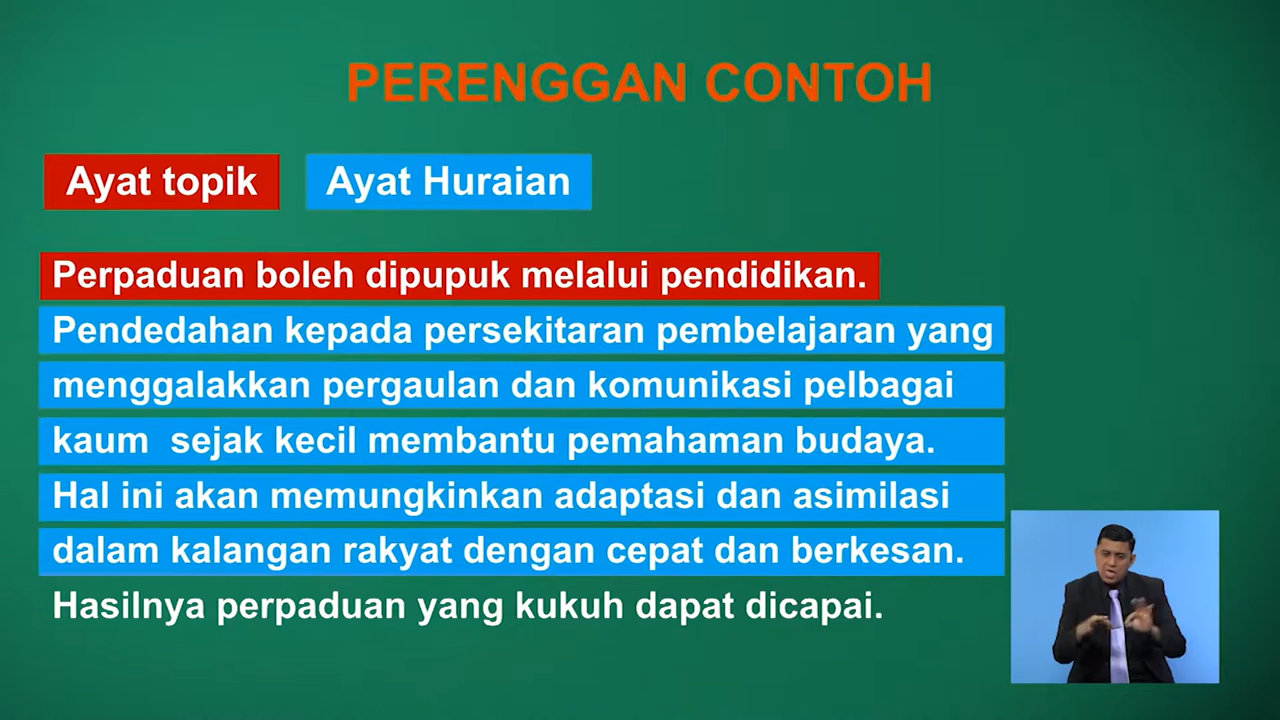 PERENGGAN CONTOH
Ayat topik
Ayat Huraian
Perpaduan boleh dipupuk melalui pendidikan.
Pendedahan kepada persekitaran pembelajaran yang
menggalakkan pergaulan dan komunikasi pelbagai
kaum sejak kecil membantu pemahaman budaya.
Hal ini akan memungkinkan adaptasi dan asimilasi
dalam kalangan rakyat dengan cepat dan berkesan.
Hasilnya perpaduan yang kukuh dapat dicapai.